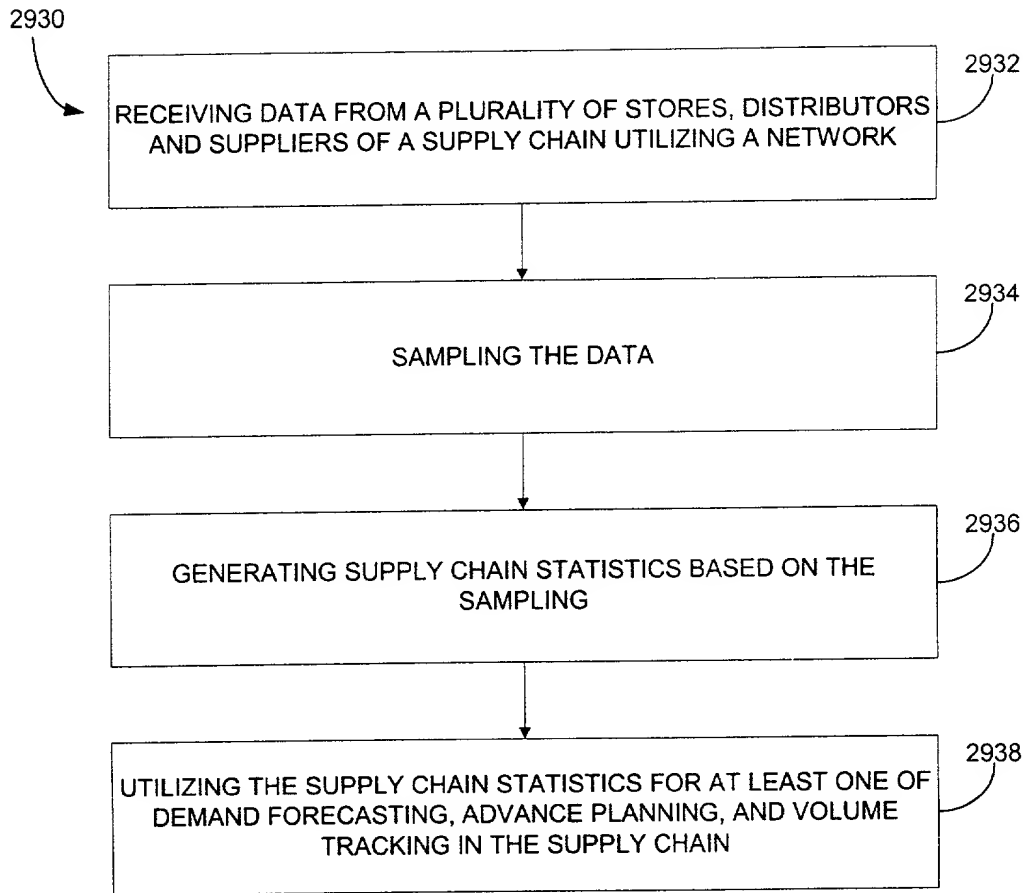 2930
2932
RECEIVING DATA FROM A PLURALITY OF STORES, DISTRIBUTORS
AND SUPPLIERS OF A SUPPLY CHAIN UTILIZING A NETWORK
2934
SAMPLING THE DATA
2936
GENERATING SUPPLY CHAIN STATISTICS BASED ON THE
SAMPLING
2938
UTILIZING THE SUPPLY CHAIN STATISTICS FOR AT LEAST ONE OF
DEMAND FORECASTING, ADVANCE PLANNING, AND VOLUME
TRACKING IN THE SUPPLY CHAIN